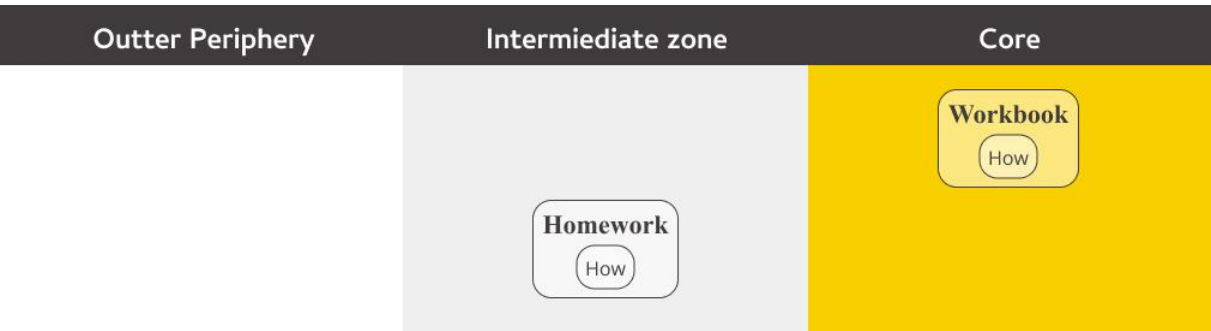 Outter Periphery
Intermiediate zone
Core
Workbook
How
Homework
How